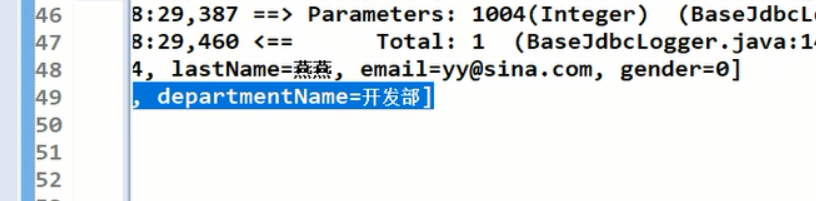 46 8:29,387 ==> Parameters: 1004(Integer) (BaseJdbcL
47 8:29,460 <== Total: 1 (BaseJdbcLogger.java:14
48 4, lastName=燕燕, email=yy@sina.com, gender=0]
49 , departmentName=开发部]
50
51
52